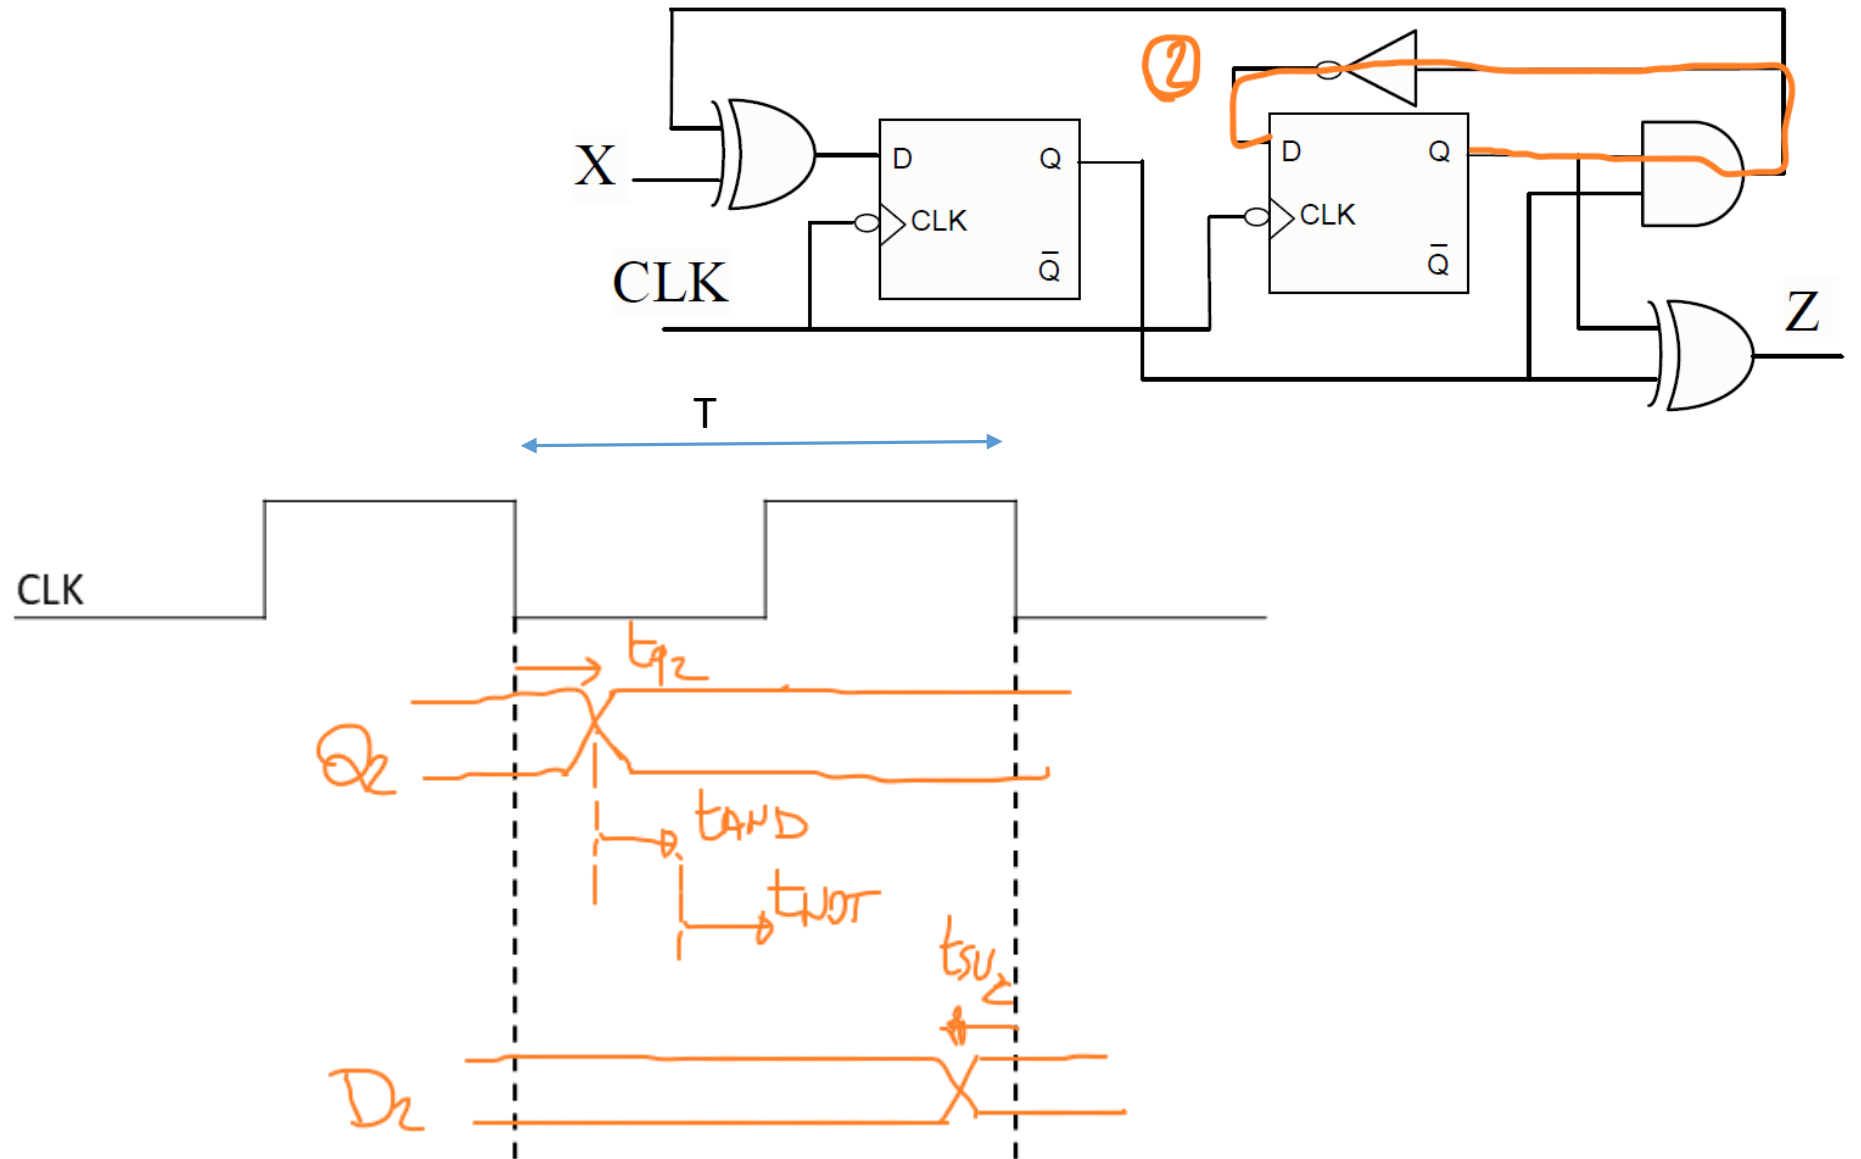 2
X
D Q
CLK
Q̅
D Q
CLK
Q̅
CLK
Z
T
CLK
tq2
Q2
tAND
tNOT
tsu2
D2